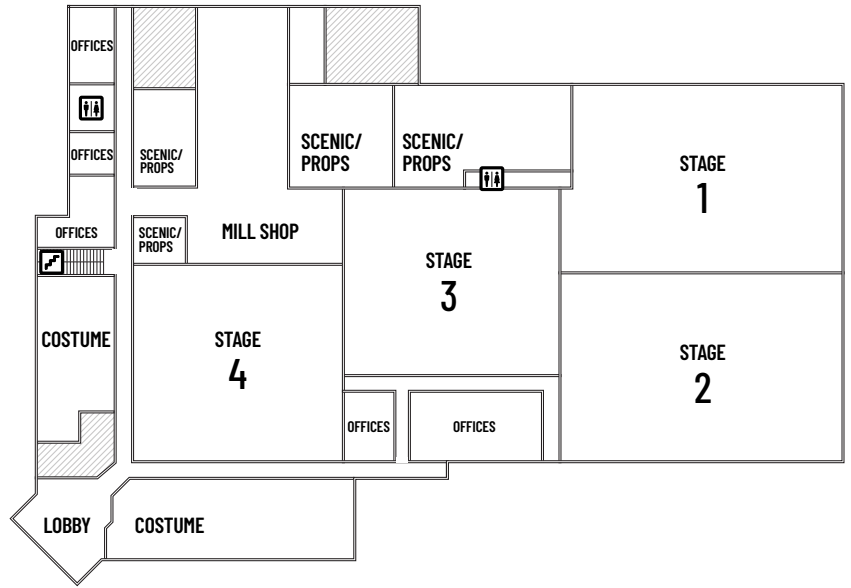 OFFICES
OFFICES
OFFICES
SCENIC/
PROPS
SCENIC/
PROPS
SCENIC/
PROPS
SCENIC/
PROPS
MILL SHOP
STAGE
1
STAGE
3
STAGE
2
STAGE
4
COSTUME
OFFICES
OFFICES
LOBBY
COSTUME